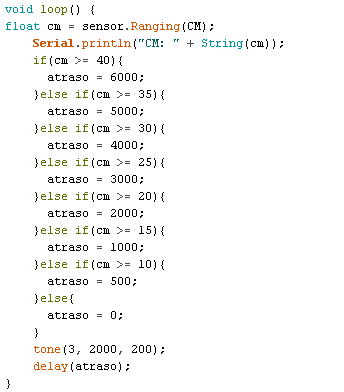 void loop() {
float cm = sensor.Ranging(CM);
    Serial.println("CM: " + String(cm));
    if(cm >= 40){
      atraso = 6000;
    }else if(cm >= 35){
      atraso = 5000;
    }else if(cm >= 30){
      atraso = 4000;
    }else if(cm >= 25){
      atraso = 3000;
    }else if(cm >= 20){
      atraso = 2000;
    }else if(cm >= 15){
      atraso = 1000;
    }else if(cm >= 10){
      atraso = 500;
    }else{
      atraso = 0;
    }
    tone(3, 2000, 200);
    delay(atraso);
}